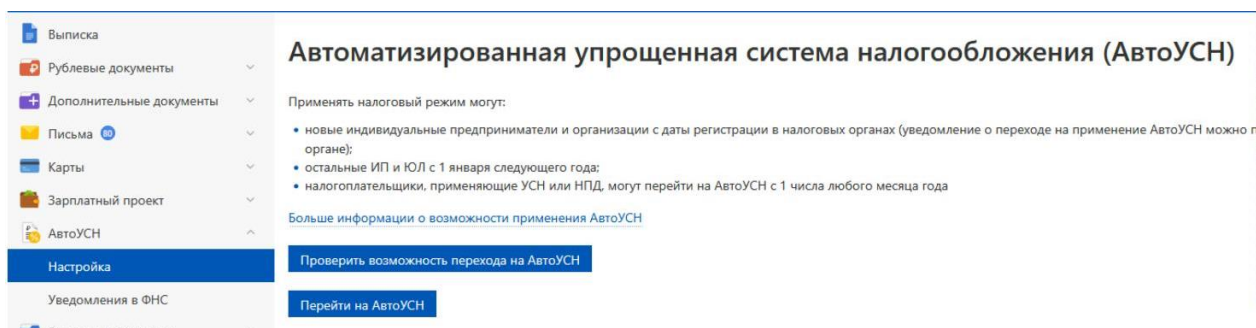 Выписка
Рублевые документы
Дополнительные документы
Письма 80
Карты
Зарплатный проект
АвтоУСН
Настройка
Уведомления в ФНС
Автоматизированная упрощенная система налогообложения (АвтоУСН)
Применять налоговый режим могут:
• новые индивидуальные предприниматели и организации с даты регистрации в налоговых органах (уведомление о переходе на применение АвтоУСН можно
органе);
• остальные ИП и ЮЛ с 1 января следующего года;
• налогоплательщики, применяющие УСН или НПД, могут перейти на АвтоУСН с 1 числа любого месяца года
Больше информации о возможности применения АвтоУСН
Проверить возможность перехода на АвтоУСН
Перейти на АвтоУСН